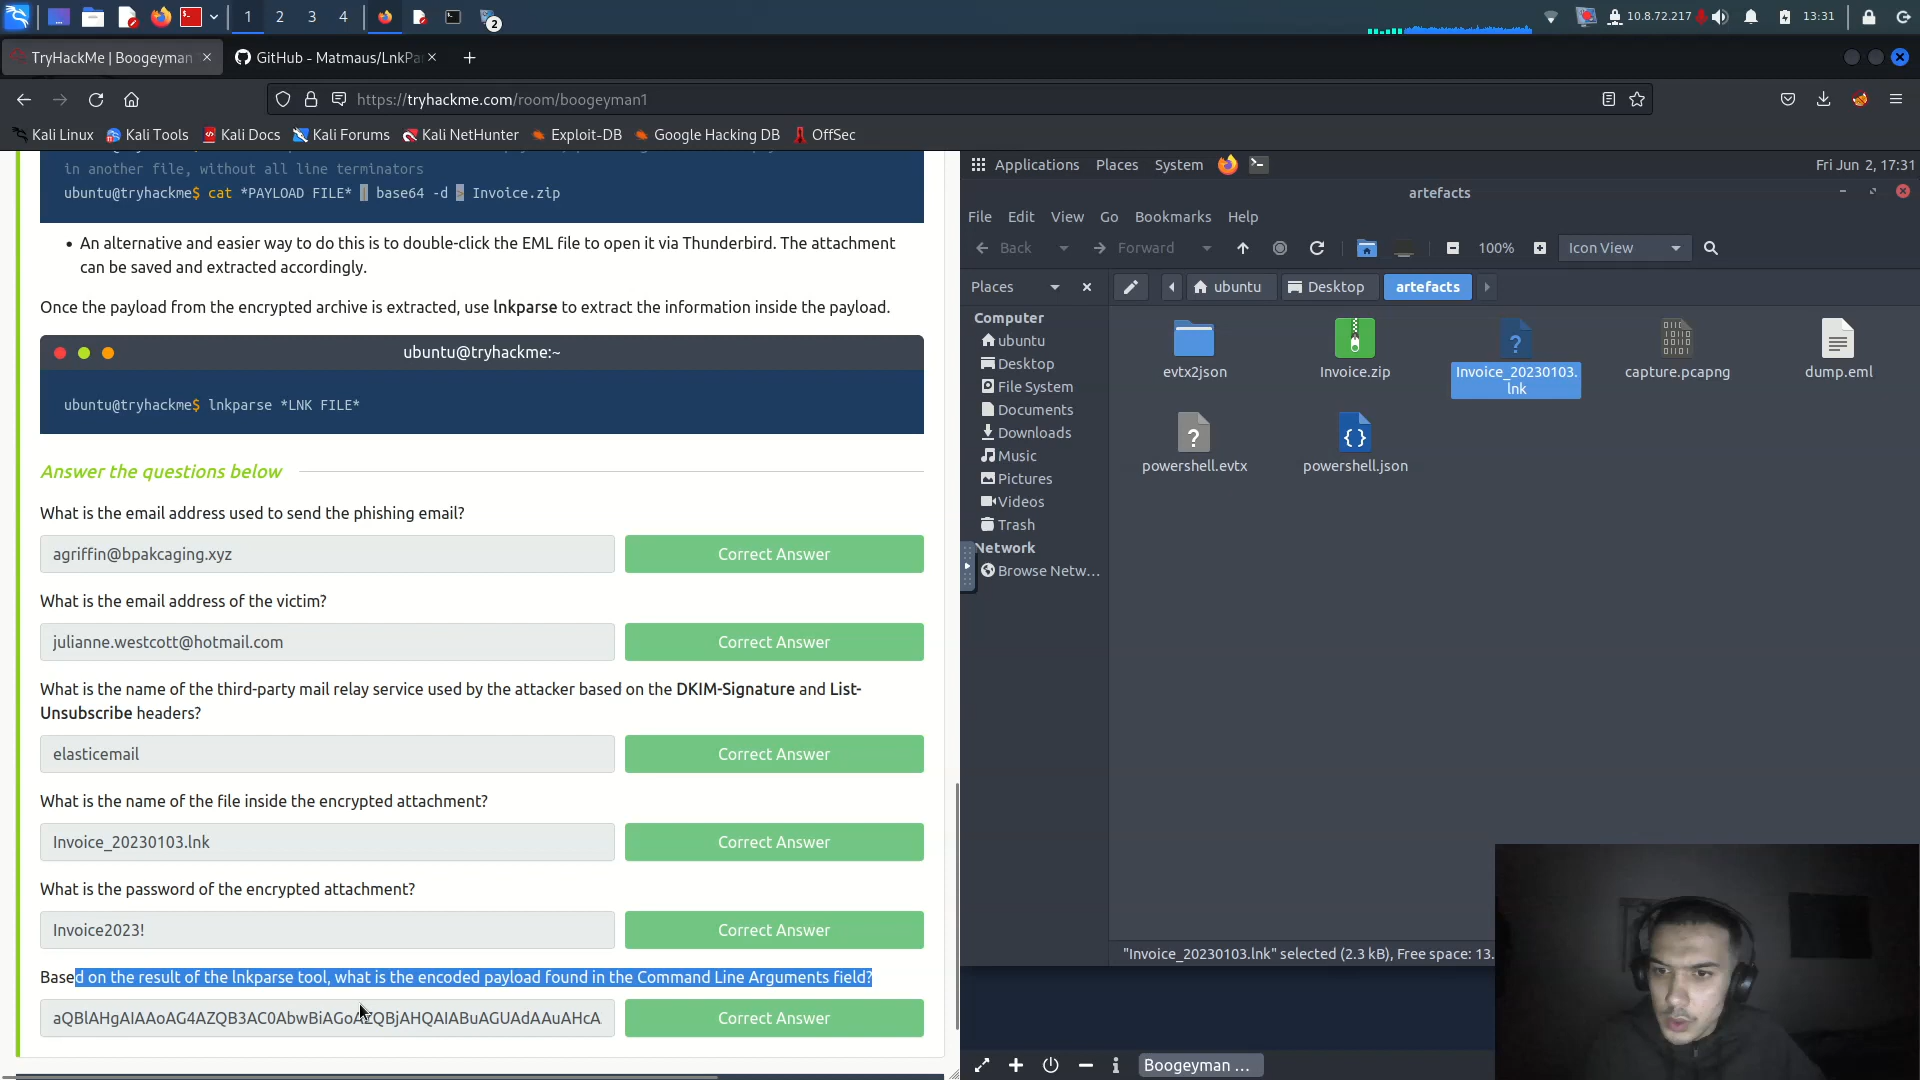 1
2
3
4
2
10.8.72.217
13:31
TryHackMe | Boogeyman
GitHub - Matmaus/LnkPa
https://tryhackme.com/room/boogeyman1
Kali Linux
Kali Tools
Kali Docs
Kali Forums
Kali NetHunter
Exploit-DB
Google Hacking DB
OffSec
in another file, without all line terminators
ubuntu@tryhackme$ cat *PAYLOAD FILE* | base64 -d > Invoice.zip
• An alternative and easier way to do this is to double-click the EML file to open it via Thunderbird. The attachment
can be saved and extracted accordingly.
Once the payload from the encrypted archive is extracted, use lnkparse to extract the information inside the payload.
ubuntu@tryhackme:~
ubuntu@tryhackme$ lnkparse *LNK FILE*
Answer the questions below
What is the email address used to send the phishing email?
agriffin@bpakcaging.xyz
Correct Answer
What is the email address of the victim?
julianne.westcott@hotmail.com
Correct Answer
What is the name of the third-party mail relay service used by the attacker based on the DKIM-Signature and List-
Unsubscribe headers?
elasticemail
Correct Answer
What is the name of the file inside the encrypted attachment?
Invoice_20230103.lnk
Correct Answer
What is the password of the encrypted attachment?
Invoice2023!
Correct Answer
Based on the result of the lnkparse tool, what is the encoded payload found in the Command Line Arguments field?
Correct Answer
Applications
Places
System
Fri Jun 2, 17:31
artefacts
File
Edit
View
Go
Bookmarks
Help
Back
Forward
100%
Icon View
Places
ubuntu
Desktop
artefacts
Computer
ubuntu
Desktop
File System
Documents
Downloads
Music
Pictures
Videos
Trash
Network
Browse Netw...
evtx2json
Invoice.zip
Invoice_20230103.
lnk
capture.pcapng
dump.eml
powershell.evtx
powershell.json
"Invoice_20230103.lnk" selected (2.3 kB), Free space: 13.
Boogeyman ...